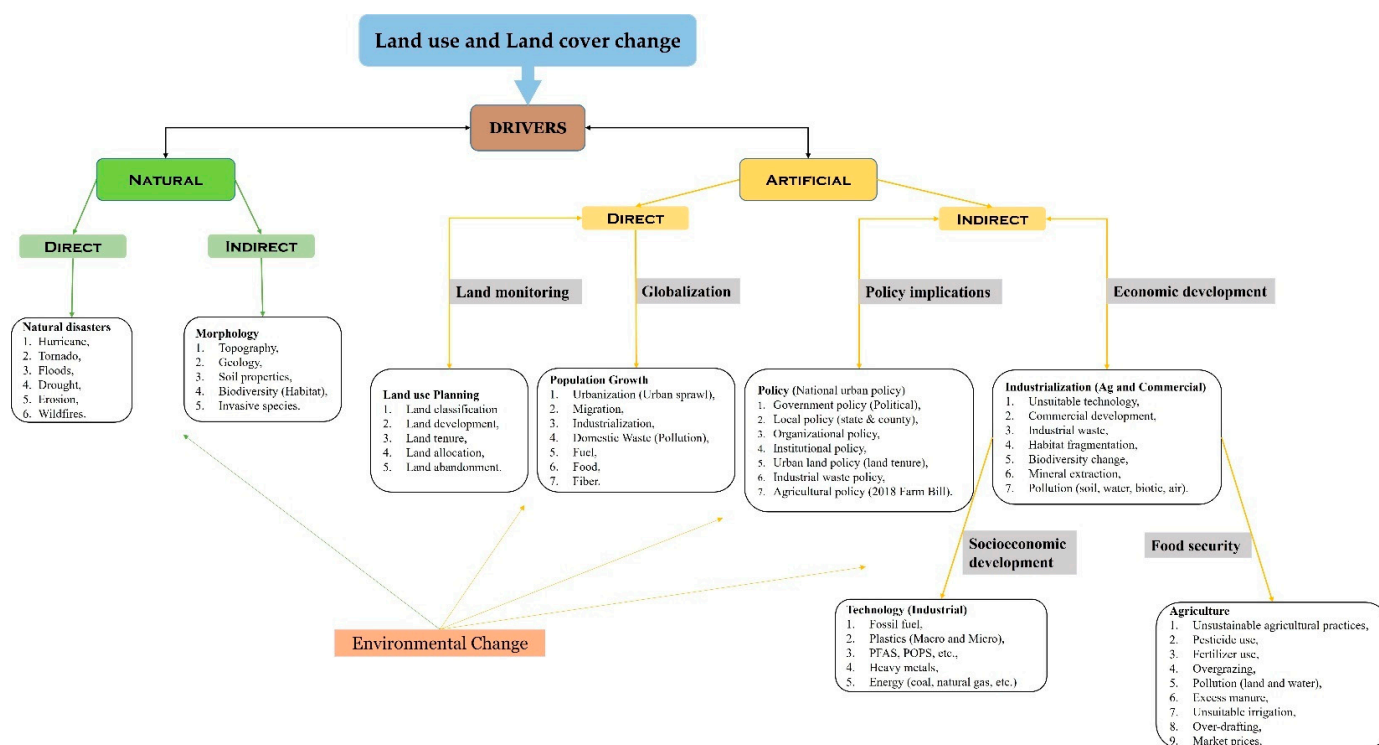 Land use and Land cover change
DRIVERS
NATURAL
ARTIFICIAL
DIRECT
INDIRECT
DIRECT
INDIRECT
Land monitoring
Globalization
Policy implications
Economic development
Natural disasters
1. Hurricane,
2. Tornado,
3. Floods,
4. Drought,
5. Erosion,
6. Wildfires.
Morphology
1. Topography,
2. Geology,
3. Soil properties,
4. Biodiversity (Habitat),
5. Invasive species.
Land use Planning
1. Land classification
2. Land development,
3. Land tenure,
4. Land allocation,
5. Land abandonment.
Population Growth
1. Urbanization (Urban sprawl),
2. Migration,
3. Industrialization,
4. Domestic Waste (Pollution),
5. Fuel,
6. Food,
7. Fiber.
Policy (National urban policy)
1. Government policy (Political),
2. Local policy (state & county),
3. Organizational policy,
4. Institutional policy,
5. Urban land policy (land tenure),
6. Industrial waste policy,
7. Agricultural policy (2018 Farm Bill).
Industrialization (Ag and Commercial)
1. Unsuitable technology,
2. Commercial development,
3. Industrial waste,
4. Habitat fragmentation,
5. Biodiversity change,
6. Mineral extraction,
7. Pollution (soil, water, biotic, air).
Socioeconomic
development
Food security
Technology (Industrial)
1. Fossil fuel,
2. Plastics (Macro and Micro),
3. PFAS, POPS, etc.,
4. Heavy metals,
5. Energy (coal, natural gas, etc.)
Agriculture
1. Unsustainable agricultural practices,
2. Pesticide use,
3. Fertilizer use,
4. Overgrazing,
5. Pollution (land and water),
6. Excess manure,
7. Unsuitable irrigation,
8. Over-drafting,
9. Market prices.
Environmental Change